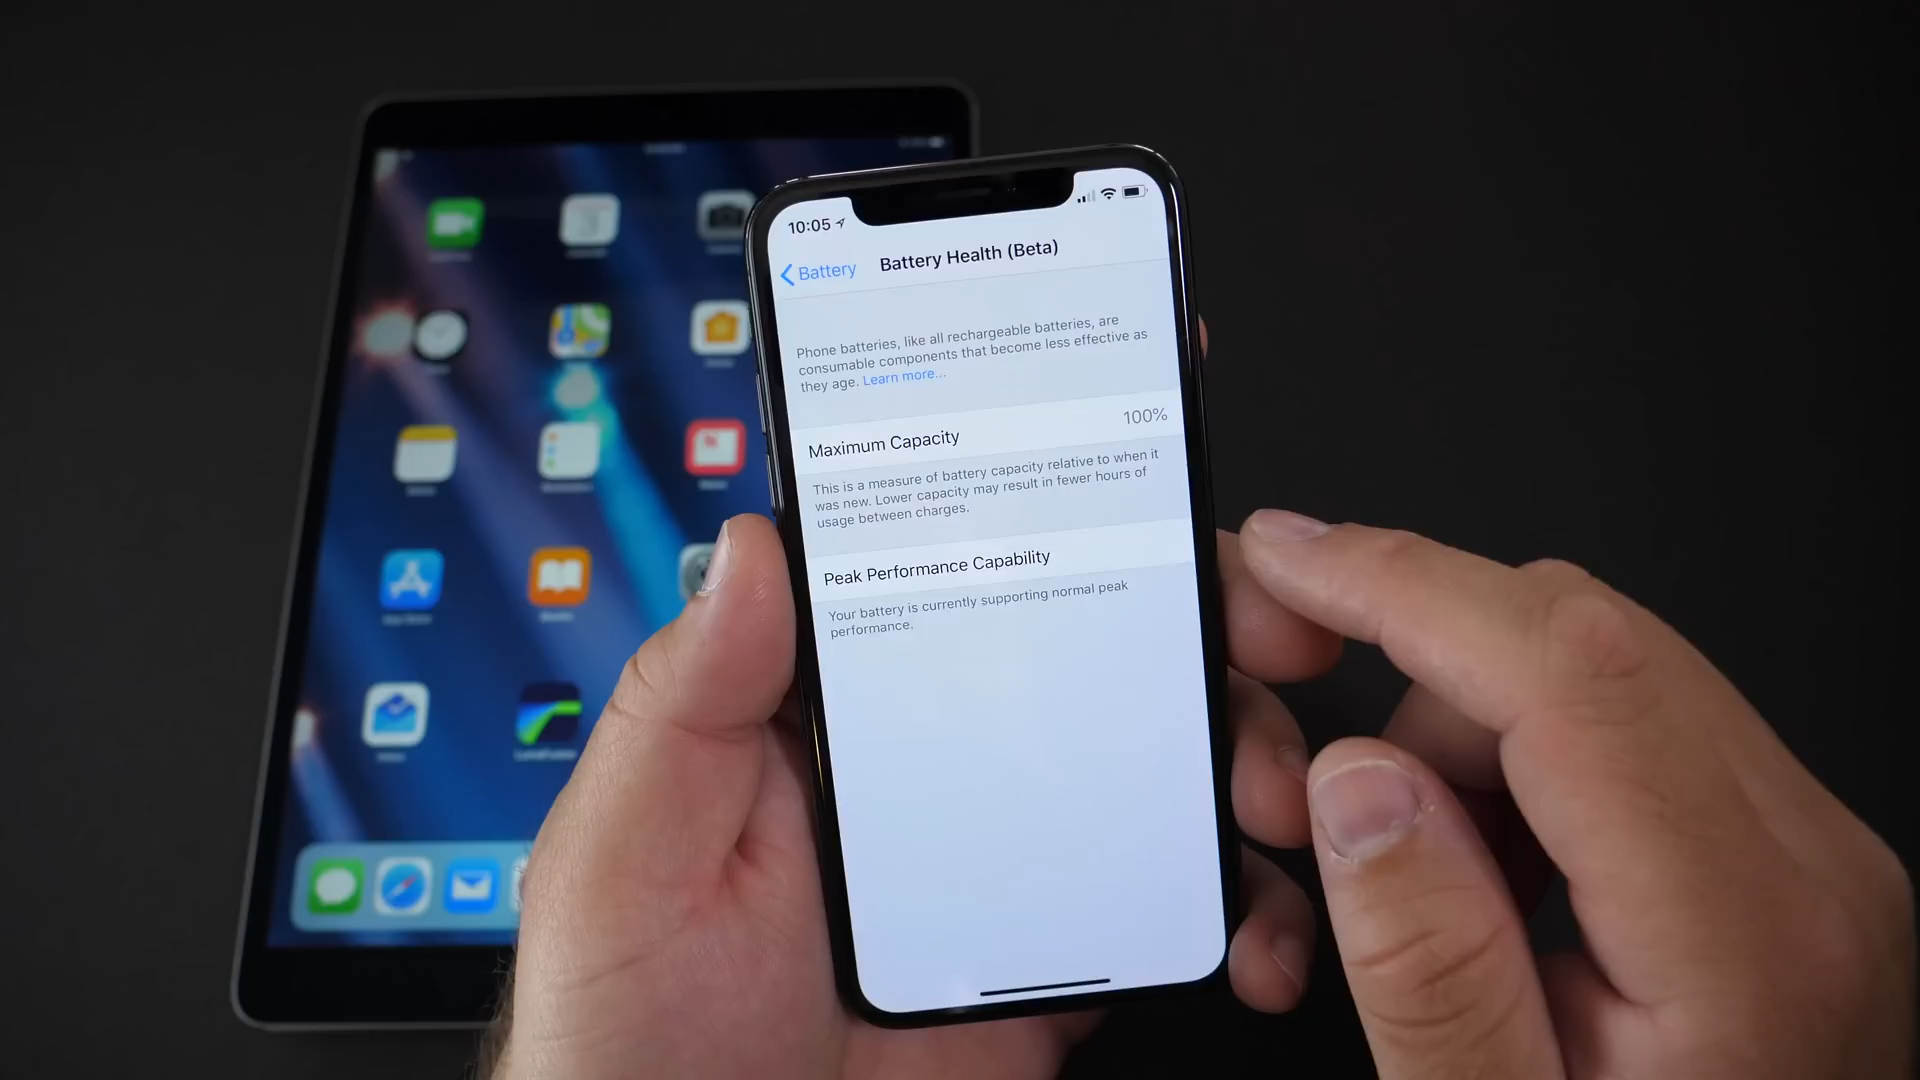 10:05
Battery
Battery Health (Beta)
Phone batteries, like all rechargeable batteries, are
consumable components that become less effective as
they age. Learn more...
Maximum Capacity
100%
This is a measure of battery capacity relative to when it
was new. Lower capacity may result in fewer hours of
usage between charges.
Peak Performance Capability
Your battery is currently supporting normal peak
performance.